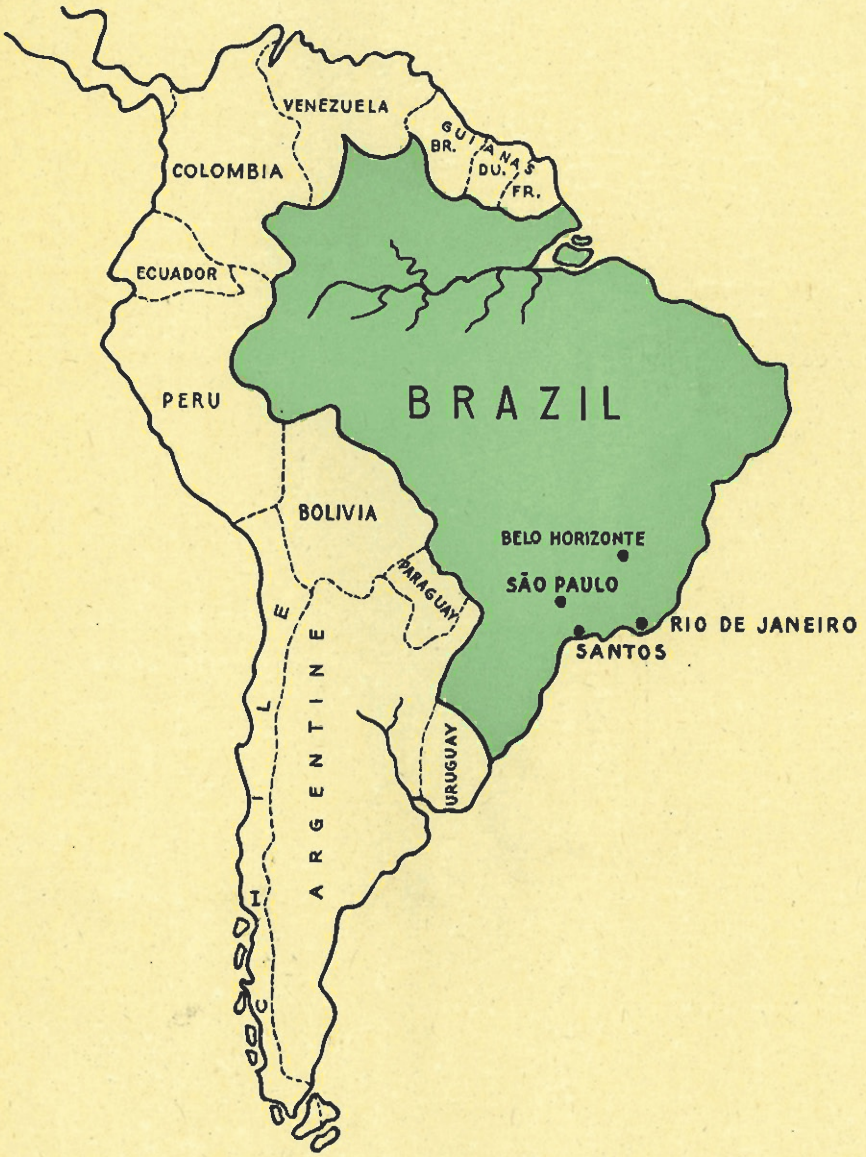 VENEZUELA
GUIANAS
BR.
DU.
FR.
COLOMBIA
ECUADOR
PERU
BRAZIL
BOLIVIA
BELO HORIZONTE
PARAGUAY
SÃO PAULO
RIO DE JANEIRO
SANTOS
CHILE
ARGENTINE
URUGUAY